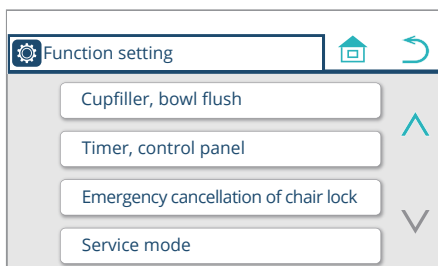 Function setting
Cupfiller, bowl flush
Timer, control panel
Emergency cancellation of chair lock
Service mode